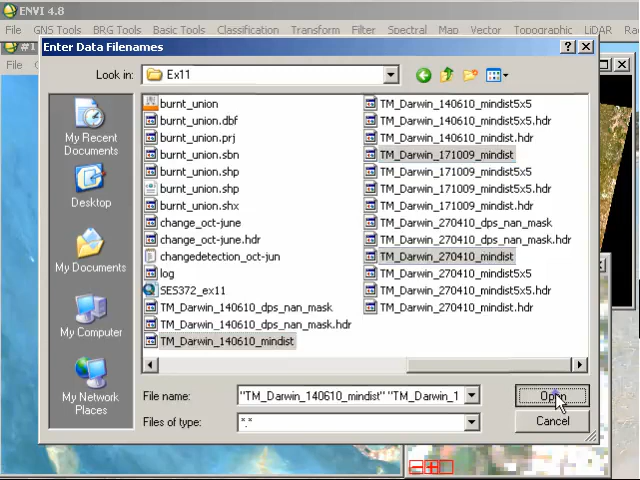 ENVI 4.8
File GNS Tools BRG Tools Basic Tools Classification Transform Filter Spectral Map Vector Topographic LiDAR Ra
#1
File
Enter Data Filenames
Look in: Ex11
My Recent Documents
Desktop
My Documents
My Computer
My Network Places
burnt_union
burnt_union.dbf
burnt_union.prj
burnt_union.sbn
burnt_union.shp
burnt_union.shp
burnt_union.shx
change_oct-june
change_oct-june.hdr
changedetection_oct-jun
log
SES372_ex11
TM_Darwin_140610_dps_nan_mask
TM_Darwin_140610_dps_nan_mask.hdr
TM_Darwin_140610_mindist
TM_Darwin_140610_mindist5x5
TM_Darwin_140610_mindist5x5.hdr
TM_Darwin_140610_mindist.hdr
TM_Darwin_171009_mindist
TM_Darwin_171009_mindist5x5
TM_Darwin_171009_mindist5x5.hdr
TM_Darwin_171009_mindist.hdr
TM_Darwin_270410_dps_nan_mask
TM_Darwin_270410_dps_nan_mask.hdr
TM_Darwin_270410_mindist
TM_Darwin_270410_mindist5x5
TM_Darwin_270410_mindist5x5.hdr
TM_Darwin_270410_mindist.hdr
File name: "TM_Darwin_140610_mindist" "TM_Darwin_1
Open
Files of type: *.*
Cancel